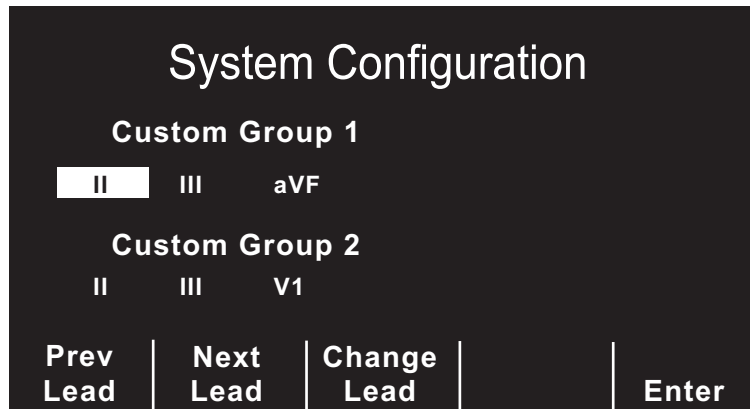 System Configuration
Custom Group 1
II III aVF
Custom Group 2
II III V1
Prev Next Change
Lead Lead Lead Enter